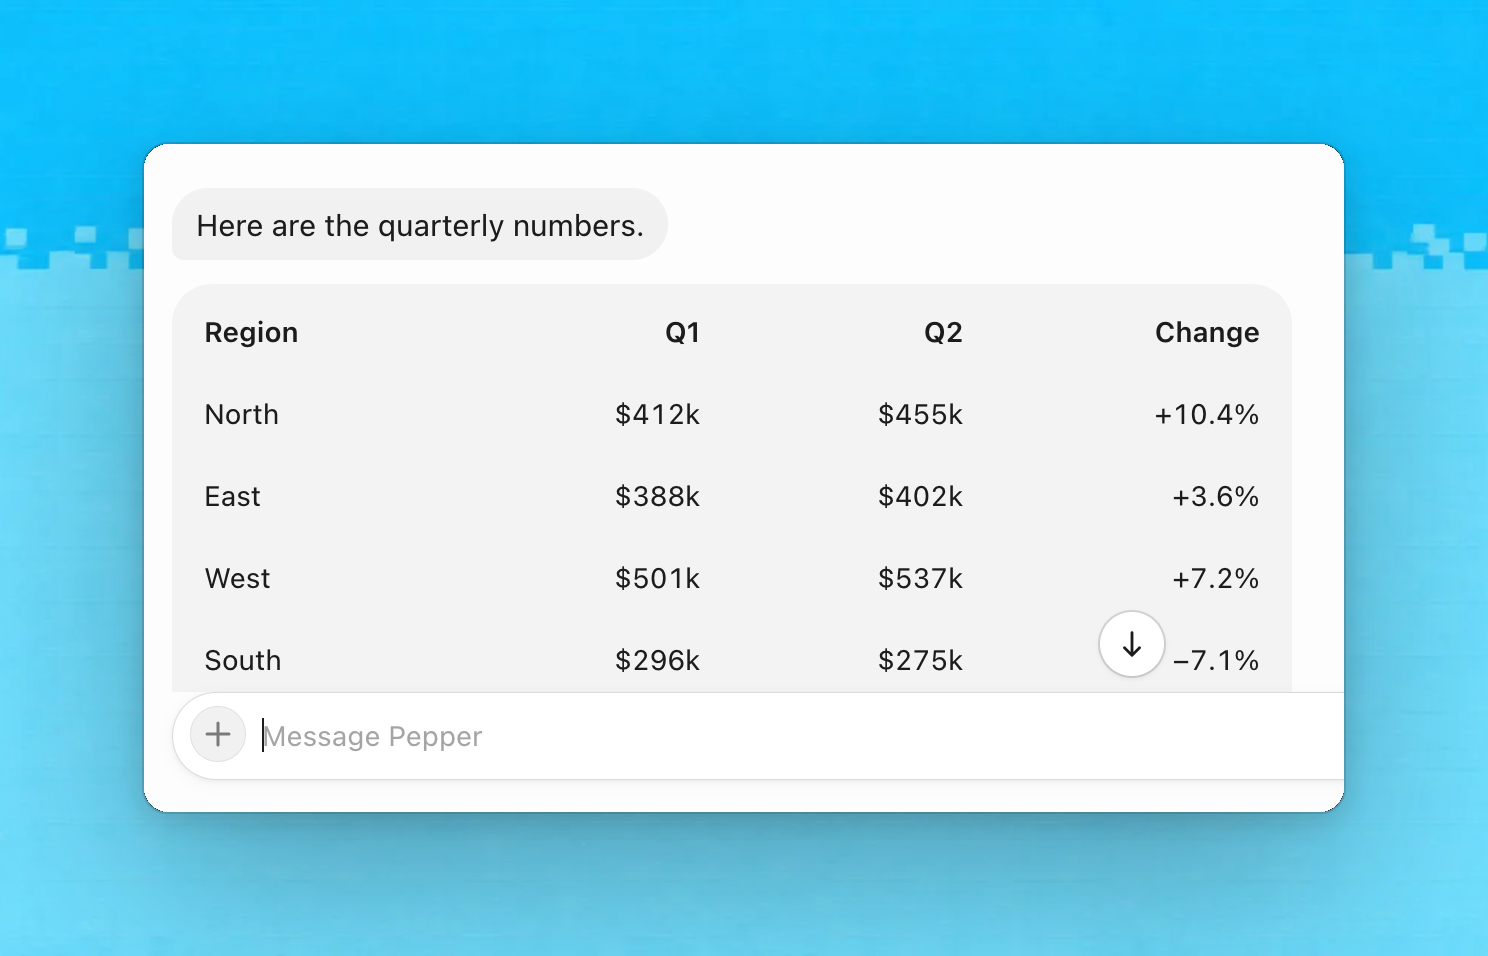 Here are the quarterly numbers.
Region Q1 Q2 Change
North $412k $455k +10.4%
East $388k $402k +3.6%
West $501k $537k +7.2%
South $296k $275k −7.1%
Message Pepper